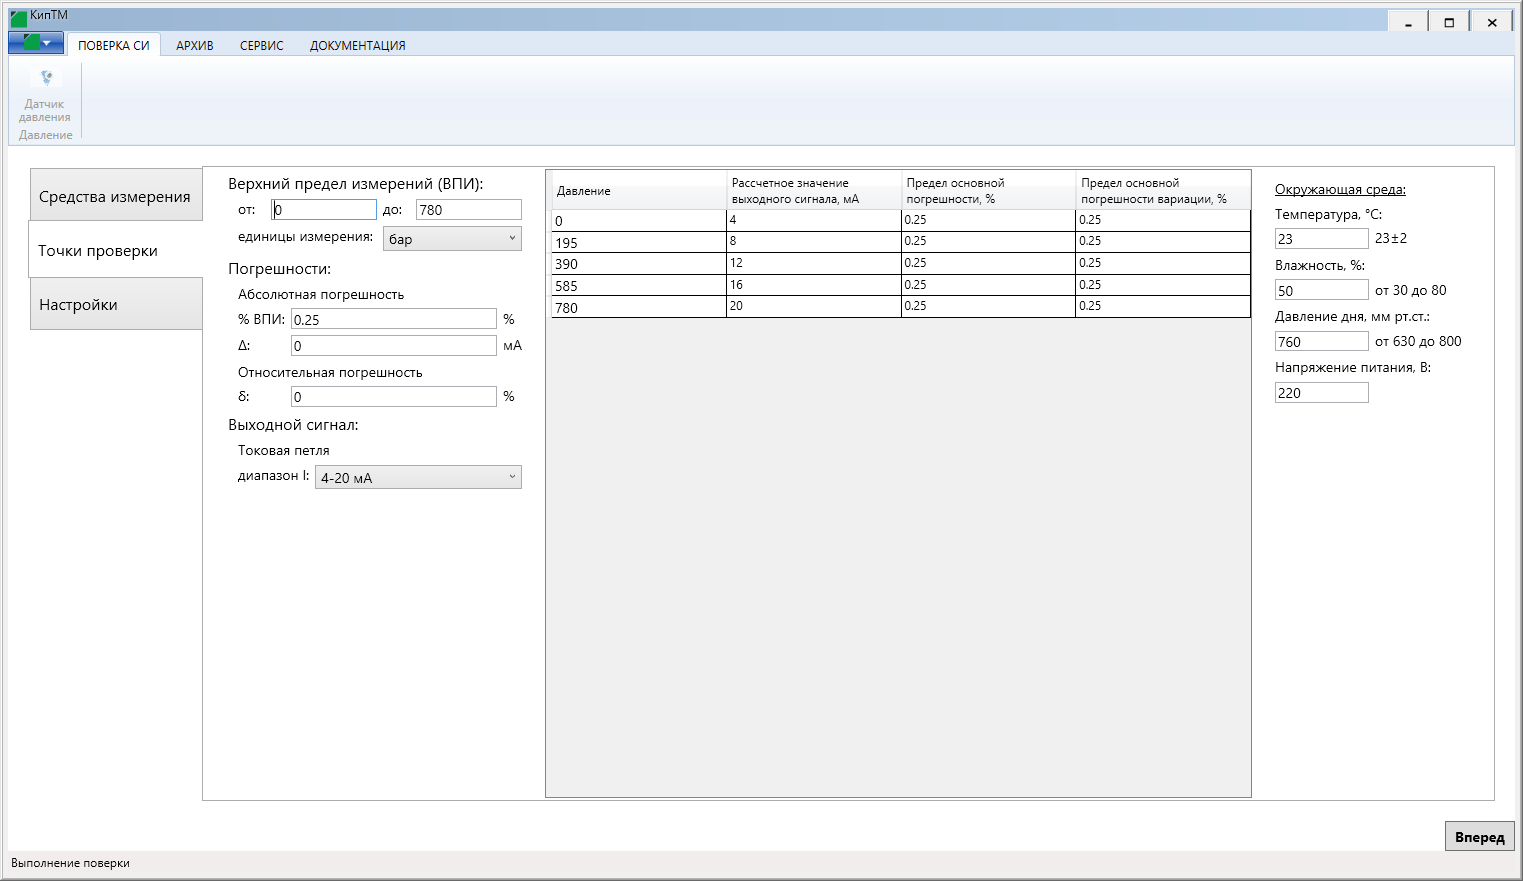 КипТМ
ПОВЕРКА СИ
АРХИВ
СЕРВИС
ДОКУМЕНТАЦИЯ
Датчик
давления
Давление
Средства измерения
Точки проверки
Настройки
Верхний предел измерений (ВПИ):
от: 0 до: 780
единицы измерения: бар
Погрешности:
Абсолютная погрешность
% ВПИ: 0.25 %
Δ: 0 мА
Относительная погрешность
δ: 0 %
Выходной сигнал:
Токовая петля
диапазон I: 4-20 мА
Давление
Рассчетное значение
выходного сигнала, мА
Предел основной
погрешности, %
Предел основной
погрешности вариации, %
0 4 0.25 0.25
195 8 0.25 0.25
390 12 0.25 0.25
585 16 0.25 0.25
780 20 0.25 0.25
Окружающая среда:
Температура, °С:
23 23±2
Влажность, %:
50 от 30 до 80
Давление дня, мм рт.ст.:
760 от 630 до 800
Напряжение питания, В:
220
Вперед
Выполнение поверки